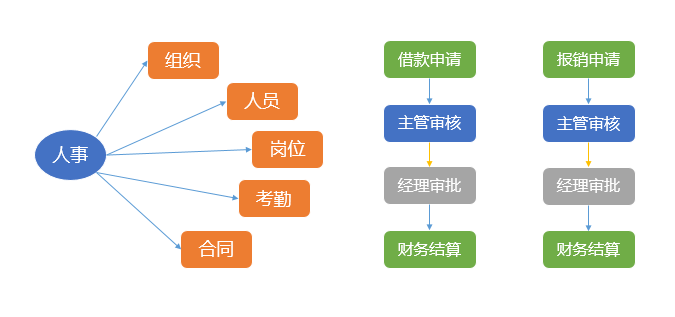 人事
组织
人员
岗位
考勤
合同
借款申请
主管审核
经理审批
财务结算
报销申请
主管审核
经理审批
财务结算